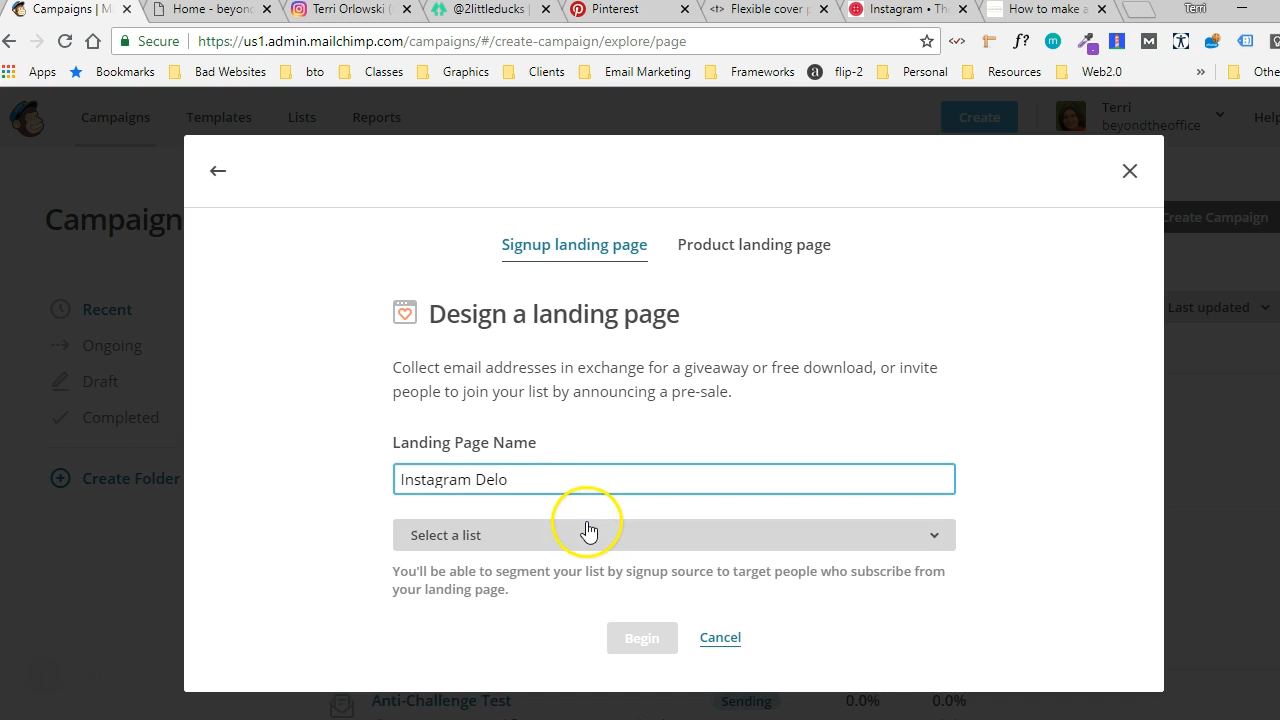 Campaigns | M
Home - beyon
Terri Orlowski (
@2littleducks
Pinterest
Flexible cover p
Instagram • The
How to make a
Terri
Secure
https://us1.admin.mailchimp.com/campaigns/#/create-campaign/explore/page
f?
Apps
Bookmarks
Bad Websites
bto
Classes
Graphics
Clients
Email Marketing
Frameworks
flip-2
Personal
Resources
Web2.0
»
Othe
Campaigns
Templates
Lists
Reports
Create
Terri
beyondtheoffice
Help
Campaign
Create Campaign
Signup landing page
Product landing page
Recent
Last updated
Design a landing page
Ongoing
Collect email addresses in exchange for a giveaway or free download, or invite
people to join your list by announcing a pre-sale.
Draft
Completed
Landing Page Name
Create Folder
Instagram Delo
Select a list
You'll be able to segment your list by signup source to target people who subscribe from
your landing page.
Begin
Cancel
Anti-Challenge Test
Sending
0.0%
0.0%